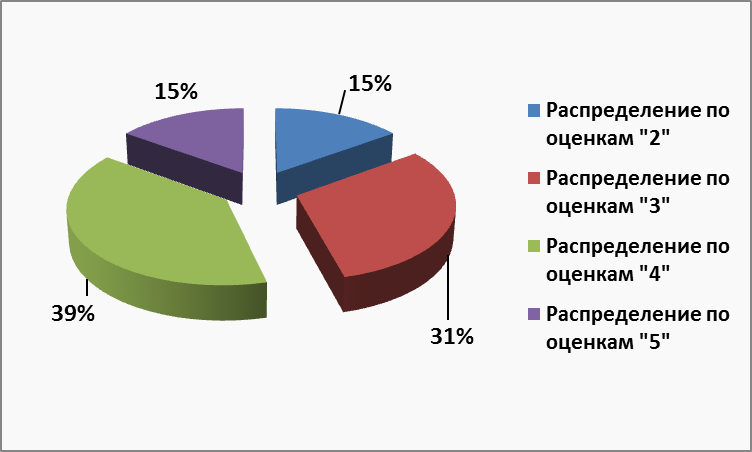 15%
15%
39%
31%
Распределение по
оценкам "2"
Распределение по
оценкам "3"
Распределение по
оценкам "4"
Распределение по
оценкам "5"